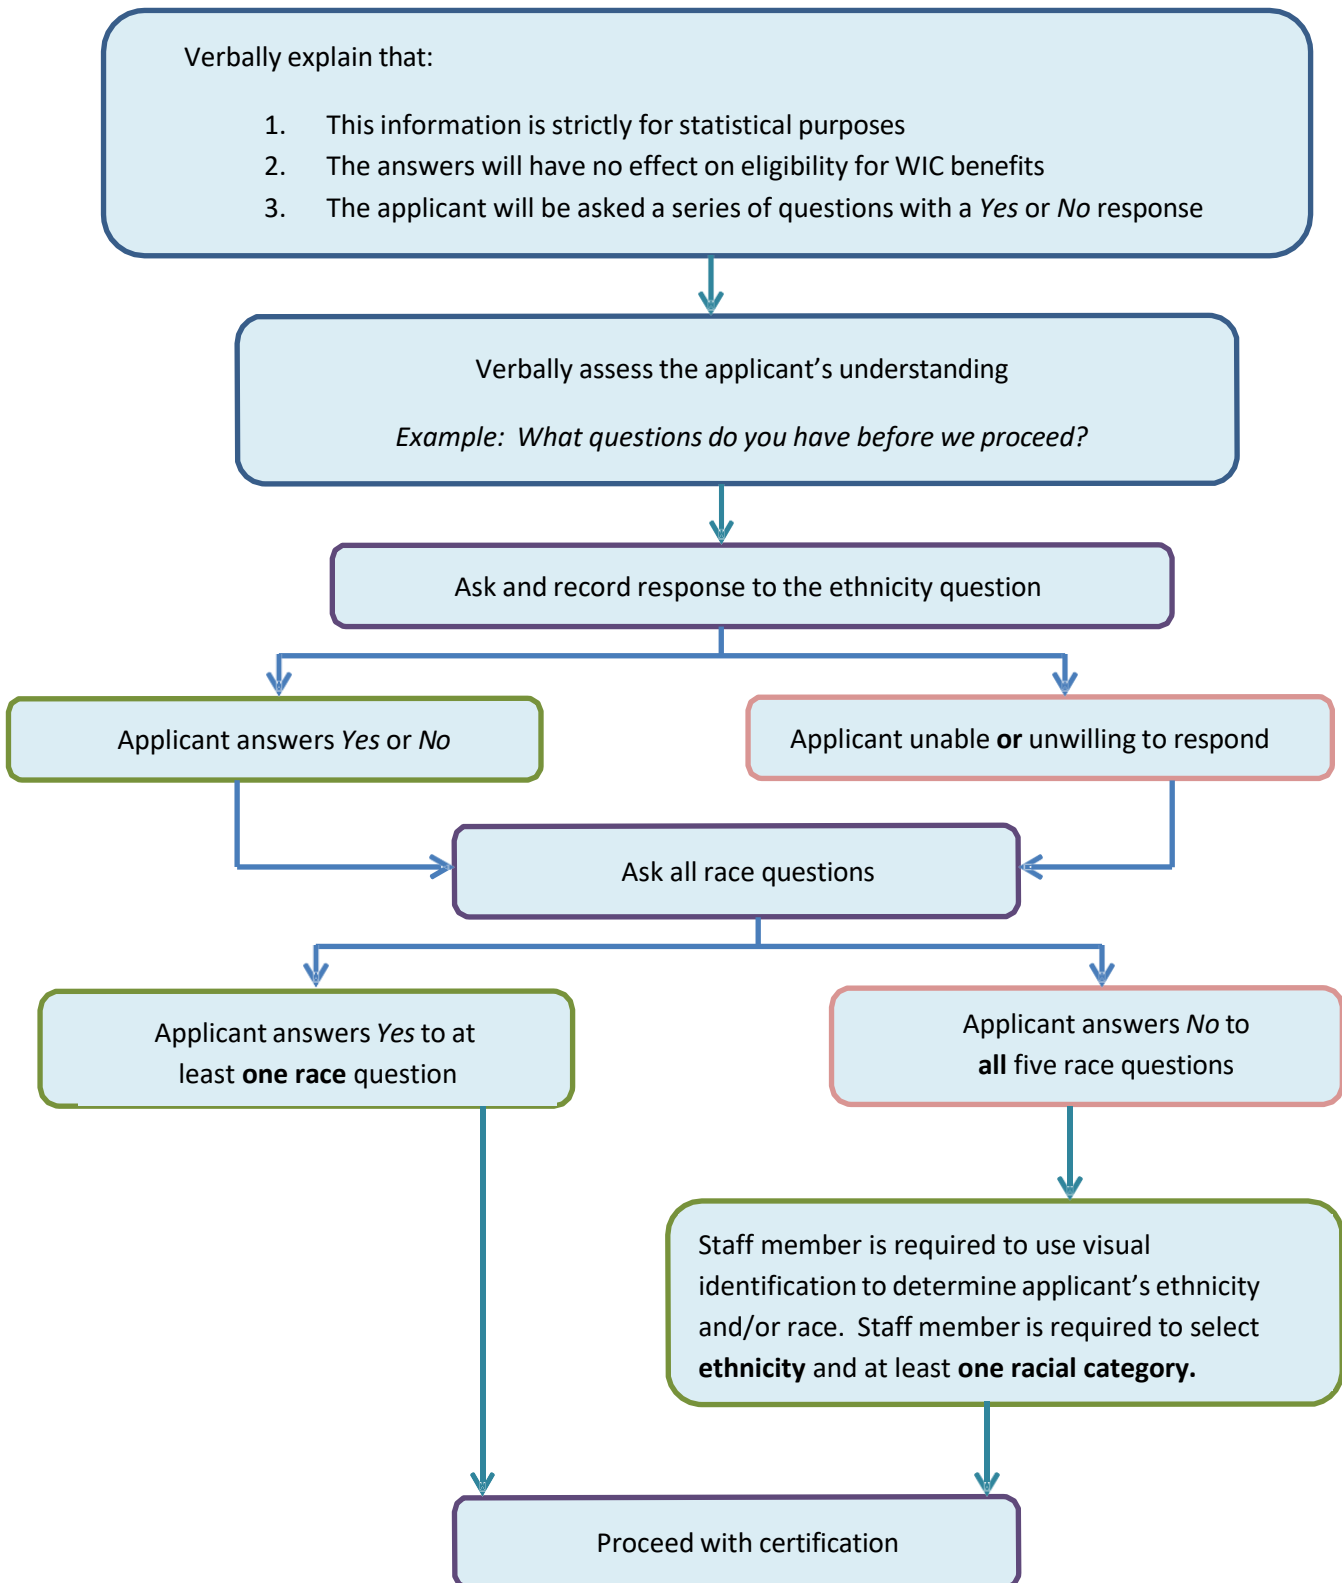 Verbally explain that:
1. This information is strictly for statistical purposes
2. The answers will have no effect on eligibility for WIC benefits
3. The applicant will be asked a series of questions with a Yes or No response
Verbally assess the applicant’s understanding
Example: What questions do you have before we proceed?
Ask and record response to the ethnicity question
Applicant answers Yes or No
Applicant unable or unwilling to respond
Ask all race questions
Applicant answers Yes to at
least one race question
Applicant answers No to
all five race questions
Staff member is required to use visual
identification to determine applicant’s ethnicity
and/or race. Staff member is required to select
ethnicity and at least one racial category.
Proceed with certification